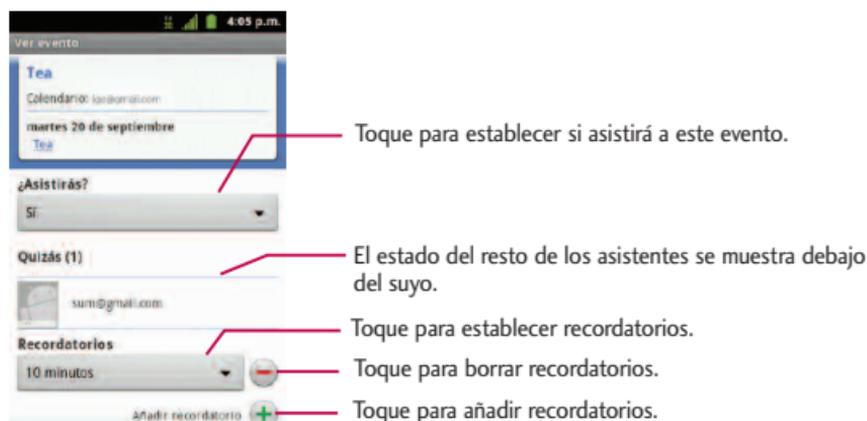 4:05 p.m.
Ver evento
Tea
Calendario:
martes 20 de septiembre
Tea
Toque para establecer si asistirá a este evento.
¿Asistirás?
Sí
Quizás (1)
El estado del resto de los asistentes se muestra debajo
del suyo.
sum@gmail.com
Toque para establecer recordatorios.
Recordatorios
10 minutos
Toque para borrar recordatorios.
Añadir recordatorio
Toque para añadir recordatorios.